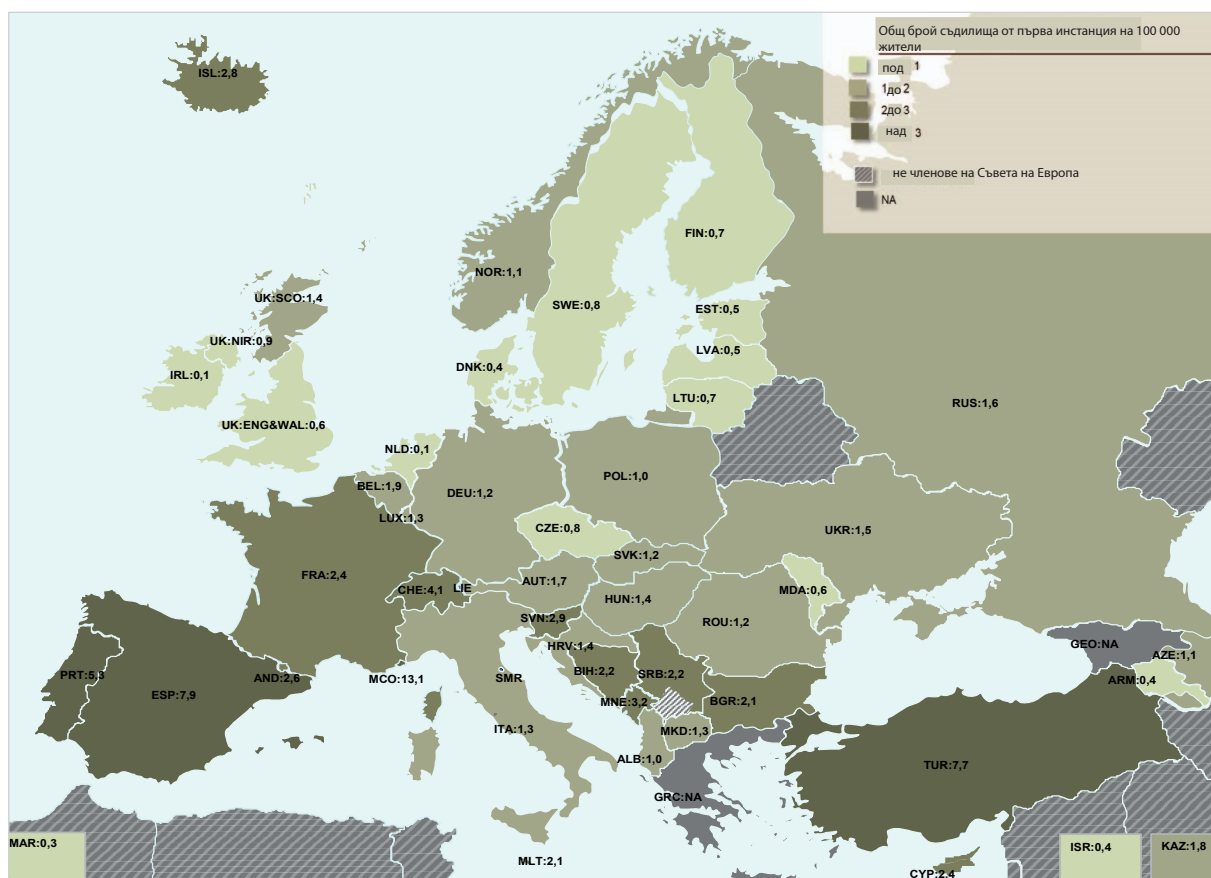 Общ брой съдилища от първа инстанция на 100 000
жители
под 1
1до 2
2до 3
над 3
не членове на Съвета на Европа
NA
ISL:2,8
FIN:0,7
NOR:1,1
UK:SCO:1,4
SWE:0,8
EST:0,5
UK:NIR:0,9
LVA:0,5
IRL:0,1
DNK:0,4
LTU:0,7
RUS:1,6
UK:ENG&WAL:0,6
NLD:0,1
POL:1,0
BEL:1,9
DEU:1,2
LUX:1,3
CZE:0,8
UKR:1,5
SVK:1,2
FRA:2,4
AUT:1,7
CHE:4,1
LIE
MDA:0,6
HUN:1,4
SVN:2,9
ROU:1,2
HRV:1,4
GEO:NA
AZE:1,1
PRT:5,3
AND:2,6
MCO:13,1
SMR
BIH:2,2
SRB:2,2
ARM:0,4
ESP:7,9
MNE:3,2
BGR:2,1
ITA:1,3
MKD:1,3
ALB:1,0
TUR:7,7
GRC:NA
MAR:0,3
ISR:0,4
KAZ:1,8
MLT:2,1
CYP:2,4